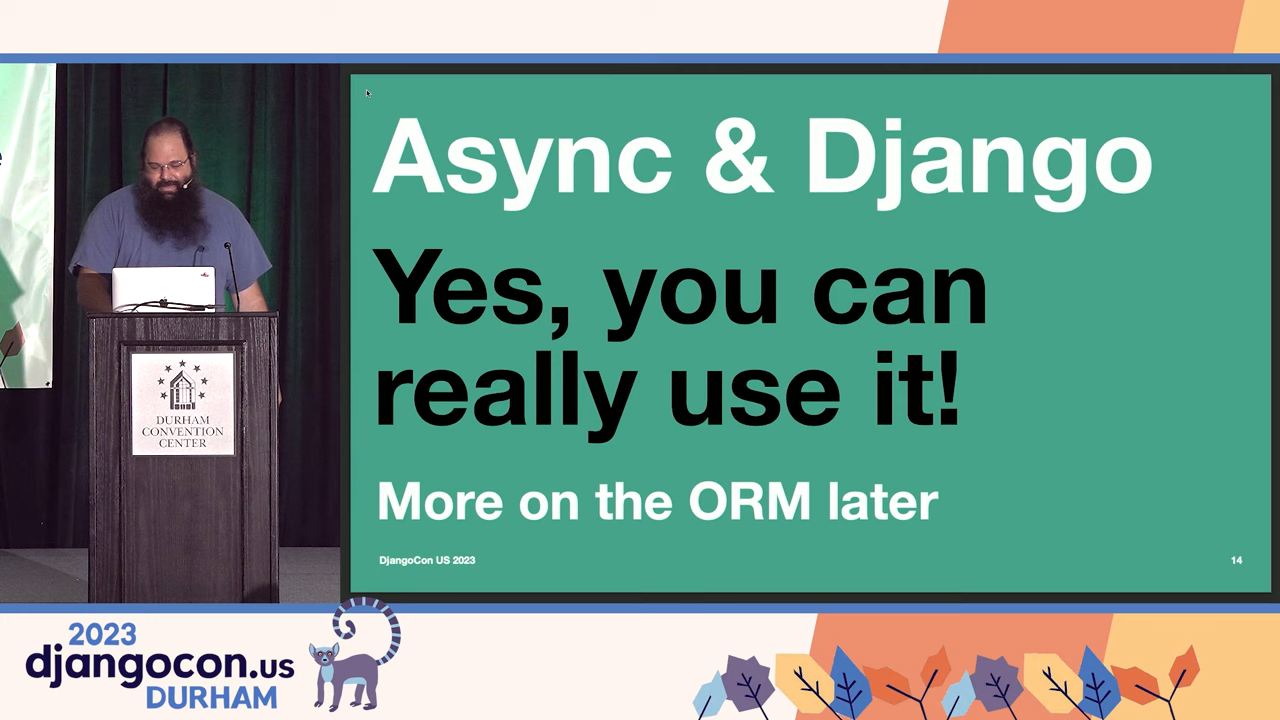 Async & Django
Yes, you can
really use it!
More on the ORM later
DjangoCon US 2023
14
DURHAM
CONVENTION
CENTER
2023
djangocon.us
DURHAM